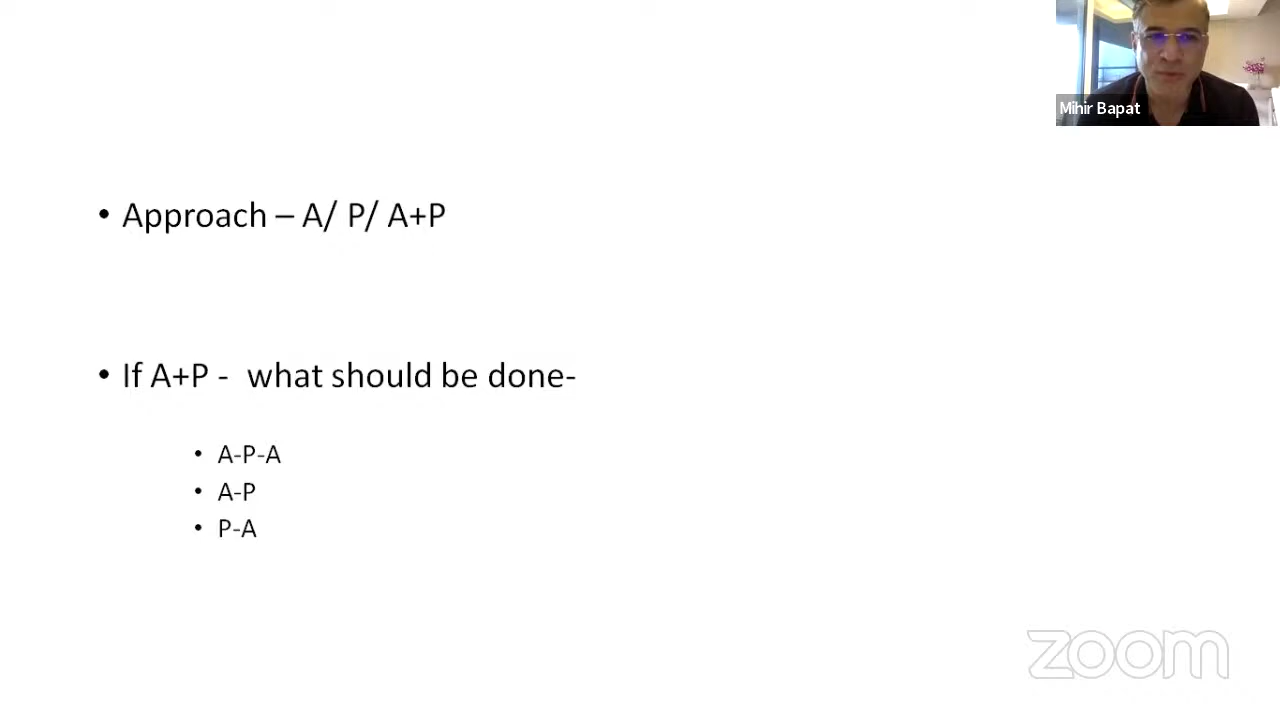 Mihir Bapat
• Approach – A/ P/ A+P
• If A+P - what should be done-
• A-P-A
• A-P
• P-A
zoom